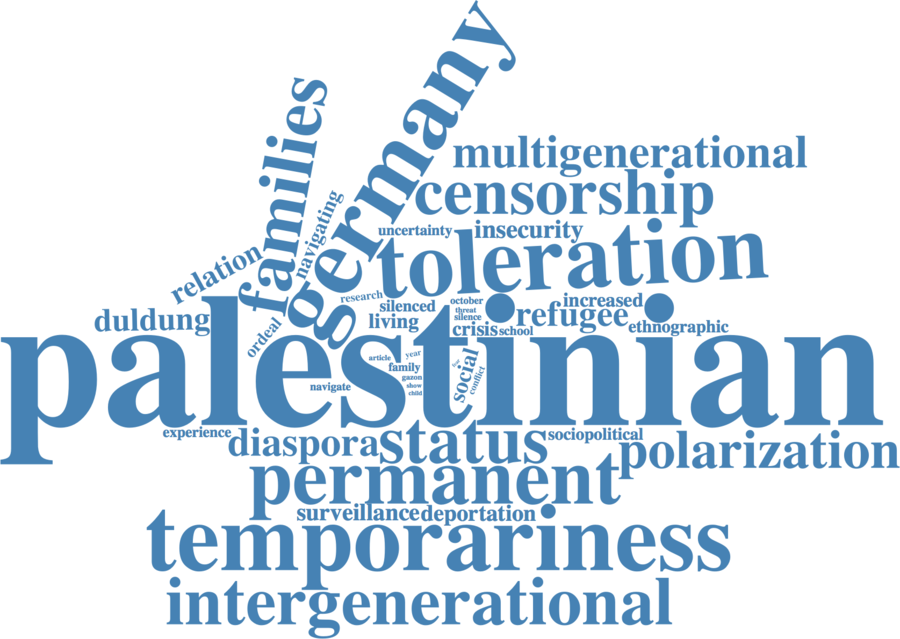 germany
families
multigenerational
censorship
navigating
uncertainty
insecurity
toleration
relation
research
silenced
october
increased
threat
refugee
duldung
living
silence
crisis
school
ethnographic
ordeal
palestinian
article
year
family
social
gazon
conflict
navigate
show
child
experience
diaspora
status
sociopolitical
polarization
permanent
surveillance
deportation
temporariness
intergenerational